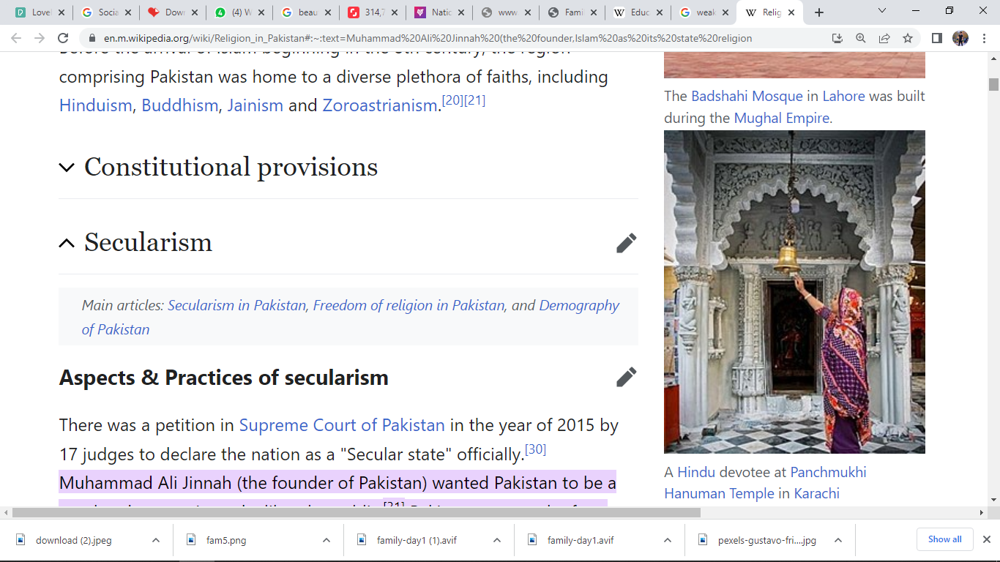 Lovel
Socia
Down
(4) W
beau
314,7
Natic
www
Fami
Educ
weak
Relig
en.m.wikipedia.org/wiki/Religion_in_Pakistan#:~:text=Muhammad%20Ali%20Jinnah%20(the%20founder,Islam%20as%20its%20state%20religion
comprising Pakistan was home to a diverse plethora of faiths, including
Hinduism, Buddhism, Jainism and Zoroastrianism.[20][21]
Constitutional provisions
Secularism
Main articles: Secularism in Pakistan, Freedom of religion in Pakistan, and Demography
of Pakistan
Aspects & Practices of secularism
There was a petition in Supreme Court of Pakistan in the year of 2015 by
17 judges to declare the nation as a "Secular state" officially.[30]
Muhammad Ali Jinnah (the founder of Pakistan) wanted Pakistan to be a
The Badshahi Mosque in Lahore was built
during the Mughal Empire.
A Hindu devotee at Panchmukhi
Hanuman Temple in Karachi
download (2).jpeg
fam5.png
family-day1 (1).avif
family-day1.avif
pexels-gustavo-fri....jpg
Show all